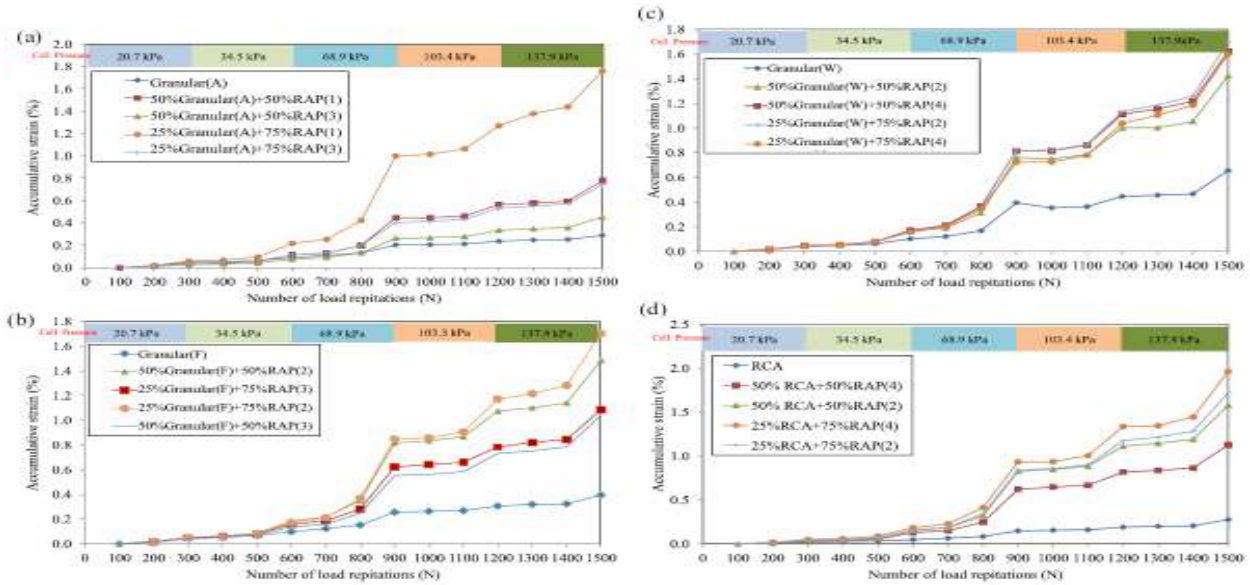 (a)
2.0
Cell Pressure 20.7 kPa 34.5 kPa 68.9 kPa 103.4 kPa 137.9 kPa
1.8
1.6
1.4
1.2
1.0
0.8
0.6
0.4
0.2
0.0
Accumulative strain (%)
Granular(A)
50%Granular(A)+50%RAP(1)
50%Granular(A)+50%RAP(3)
25%Granular(A)+75%RAP(1)
25%Granular(A)+75%RAP(3)
0 100 200 300 400 500 600 700 800 900 1000 1100 1200 1300 1400 1500
Number of load repitations (N)
(b)
1.8
Cell Pressure 20.7 kPa 34.5 kPa 68.9 kPa 103.3 kPa 137.9 kPa
1.6
1.4
1.2
1.0
0.8
0.6
0.4
0.2
0.0
Accumulative strain (%)
Granular(F)
50%Granular(F)+50%RAP(2)
25%Granular(F)+75%RAP(3)
25%Granular(F)+75%RAP(2)
50%Granular(F)+50%RAP(3)
0 100 200 300 400 500 600 700 800 900 1000 1100 1200 1300 1400 1500
Number of load repitations (N)
(c)
1.8
Cell Pressure 20.7 kPa 34.5 kPa 68.9 kPa 103.4 kPa 137.9kPa
1.6
1.4
1.2
1.0
0.8
0.6
0.4
0.2
0.0
Accumulative strain (%)
Granular(W)
50%Granular(W)+50%RAP(2)
50%Granular(W)+50%RAP(4)
25%Granular(W)+75%RAP(2)
25%Granular(W)+75%RAP(4)
0 100 200 300 400 500 600 700 800 900 1000 1100 1200 1300 1400 1500
Number of load repitations (N)
(d)
2.5
Cell Pressure 20.7 kPa 34.5 kPa 68.9 kPa 103.4 kPa 137.9 kPa
2.0
1.5
1.0
0.5
0.0
Accumulative strain (%)
RCA
50% RCA+50%RAP(4)
50% RCA+50%RAP(2)
25%RCA+75%RAP(4)
25%RCA+75%RAP(2)
0 100 200 300 400 500 600 700 800 900 1000 1100 1200 1300 1400 1500
Number of load repitations (N)